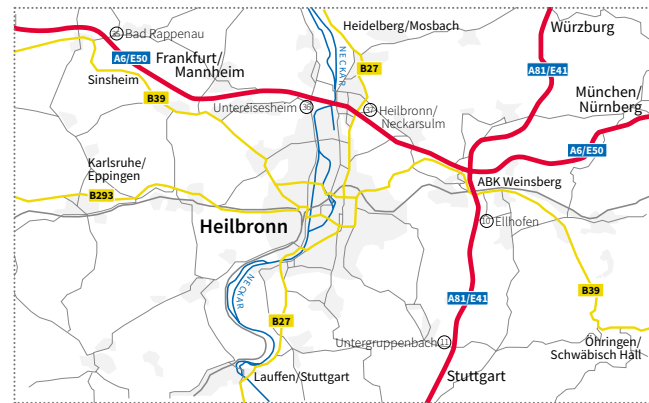 Heidelberg/Mosbach
Würzburg
35 Bad Rappenau
A6/E50
Frankfurt/
Mannheim
NECKAR
B27
A81/E41
Sinsheim
B39
München/
Nürnberg
Untereisesheim 36
37 Heilbronn/
Neckarsulm
A6/E50
Karlsruhe/
Eppingen
B293
ABK Weinsberg
Heilbronn
10 Ellhofen
NECKAR
A81/E41
B39
B27
Untergruppenbach 11
Öhringen/
Schwäbisch Hall
Lauffen/Stuttgart
Stuttgart